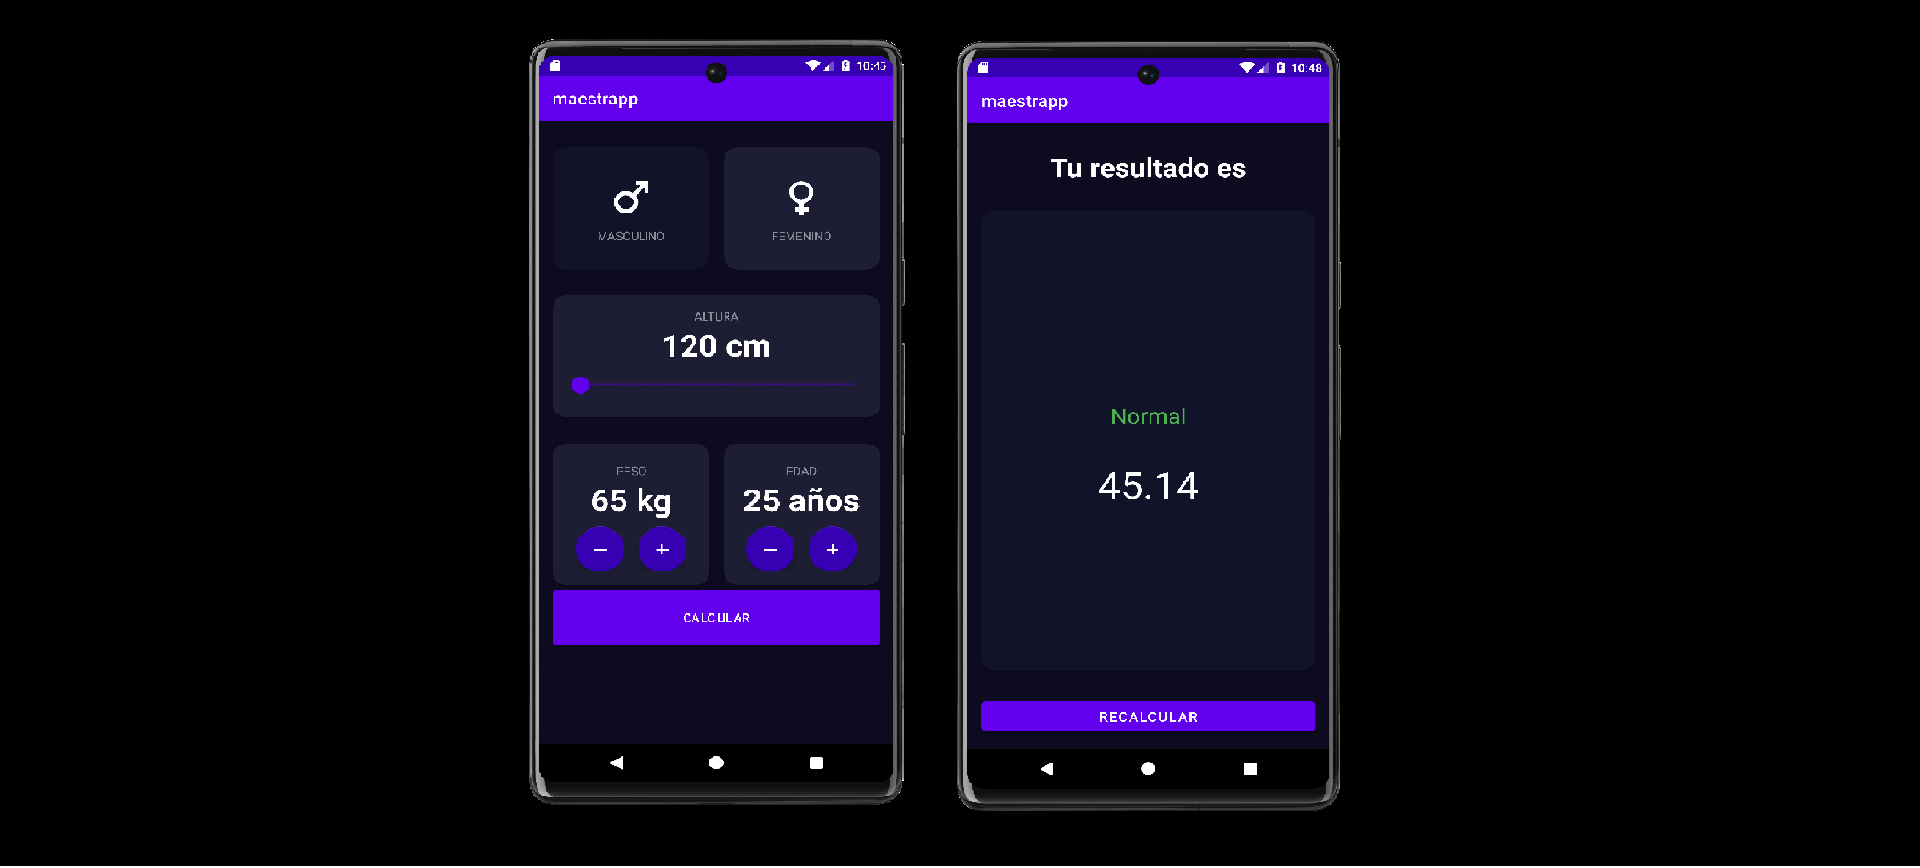 10:45
maestrapp
MASCULINO
FEMENINO
ALTURA
120 cm
PESO
EDAD
65 kg
25 años
−
+
−
+
CALCULAR
10:48
maestrapp
Tu resultado es
Normal
45.14
RECALCULAR